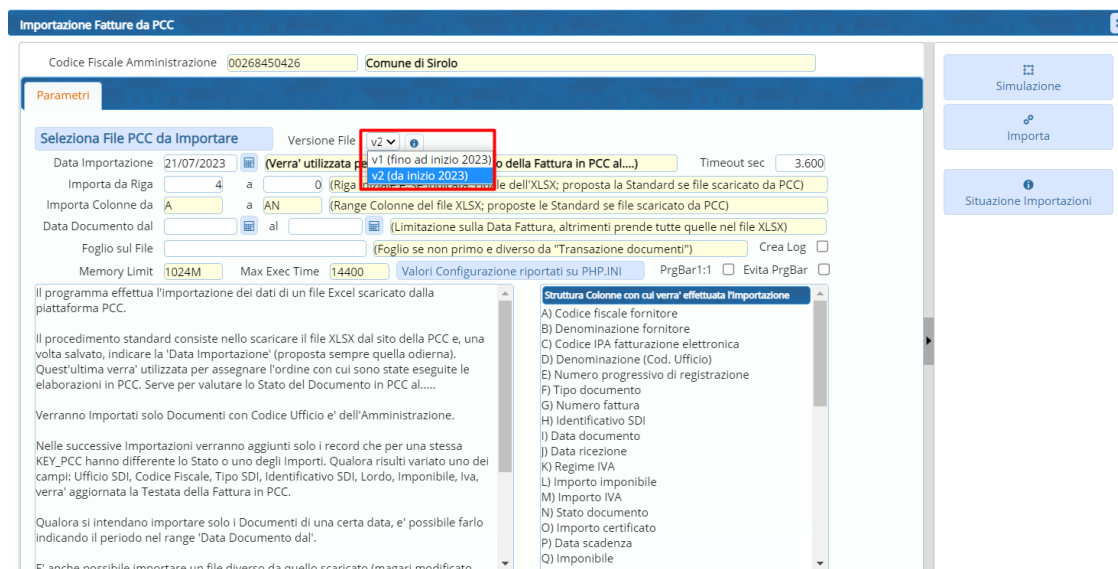 Importazione Fatture da PCC
Codice Fiscale Amministrazione 00268450426 Comune di Sirolo
Parametri
Seleziona File PCC da Importare Versione File v2
v1 (fino ad inizio 2023)
v2 (da inizio 2023)
Data Importazione 21/07/2023 (Verra' utilizzata pe o della Fattura in PCC al....) Timeout sec 3.600
Importa da Riga 4 a 0 (Riga dell'XLSX; proposta la Standard se file scaricato da PCC)
Importa Colonne da A a AN (Range Colonne del file XLSX; proposte le Standard se file scaricato da PCC)
Data Documento dal al (Limitazione sulla Data Fattura, altrimenti prende tutte quelle nel file XLSX)
Foglio sul File (Foglio se non primo e diverso da "Transazione documenti") Crea Log
Memory Limit 1024M Max Exec Time 14400 Valori Configurazione riportati su PHP.INI PrgBar1:1 Evita PrgBar
Il programma effettua l'importazione dei dati di un file Excel scaricato dalla
piattaforma PCC.
Il procedimento standard consiste nello scaricare il file XLSX dal sito della PCC e, una
volta salvato, indicare la 'Data Importazione' (proposta sempre quella odierna).
Quest'ultima verra' utilizzata per assegnare l'ordine con cui sono state eseguite le
elaborazioni in PCC. Serve per valutare lo Stato del Documento in PCC al.....
Verranno Importati solo Documenti con Codice Ufficio e' dell'Amministrazione.
Nelle successive Importazioni verranno aggiunti solo i record che per una stessa
KEY_PCC hanno differente lo Stato o uno degli Importi. Qualora risulti variato uno dei
campi: Ufficio SDI, Codice Fiscale, Tipo SDI, Identificativo SDI, Lordo, Imponibile, Iva,
verra' aggiornata la Testata della Fattura in PCC.
Qualora si intendano importare solo i Documenti di una certa data, e' possibile farlo
indicando il periodo nel range 'Data Documento dal'.
E' anche possibile importare un file diverso da quello scaricato (magari modificato
Struttura Colonne con cui verra' effettuata l'Importazione
A) Codice fiscale fornitore
B) Denominazione fornitore
C) Codice IPA fatturazione elettronica
D) Denominazione (Cod. Ufficio)
E) Numero progressivo di registrazione
F) Tipo documento
G) Numero fattura
H) Identificativo SDI
I) Data documento
J) Data ricezione
K) Regime IVA
L) Importo imponibile
M) Importo IVA
N) Stato documento
O) Importo certificato
P) Data scadenza
Q) Imponibile
Simulazione
Importa
Situazione Importazioni